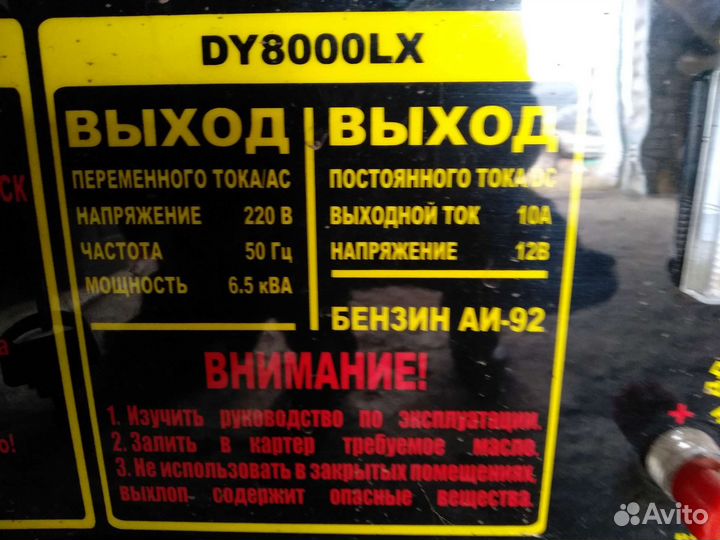 DY8000LX
ВЫХОД
ПЕРЕМЕННОГО ТОКА/АС
НАПРЯЖЕНИЕ 220 В
ЧАСТОТА 50 Гц
МОЩНОСТЬ 6.5 кВА
ВЫХОД
ПОСТОЯННОГО ТОКА/DC
ВЫХОДНОЙ ТОК 10А
НАПРЯЖЕНИЕ 12В
БЕНЗИН АИ-92
ВНИМАНИЕ!
1. Изучить руководство по эксплуатации.
2. Залить в картер требуемое масло.
3. Не использовать в закрытых помещениях,
выхлоп содержит опасные вещества.
+
Avito